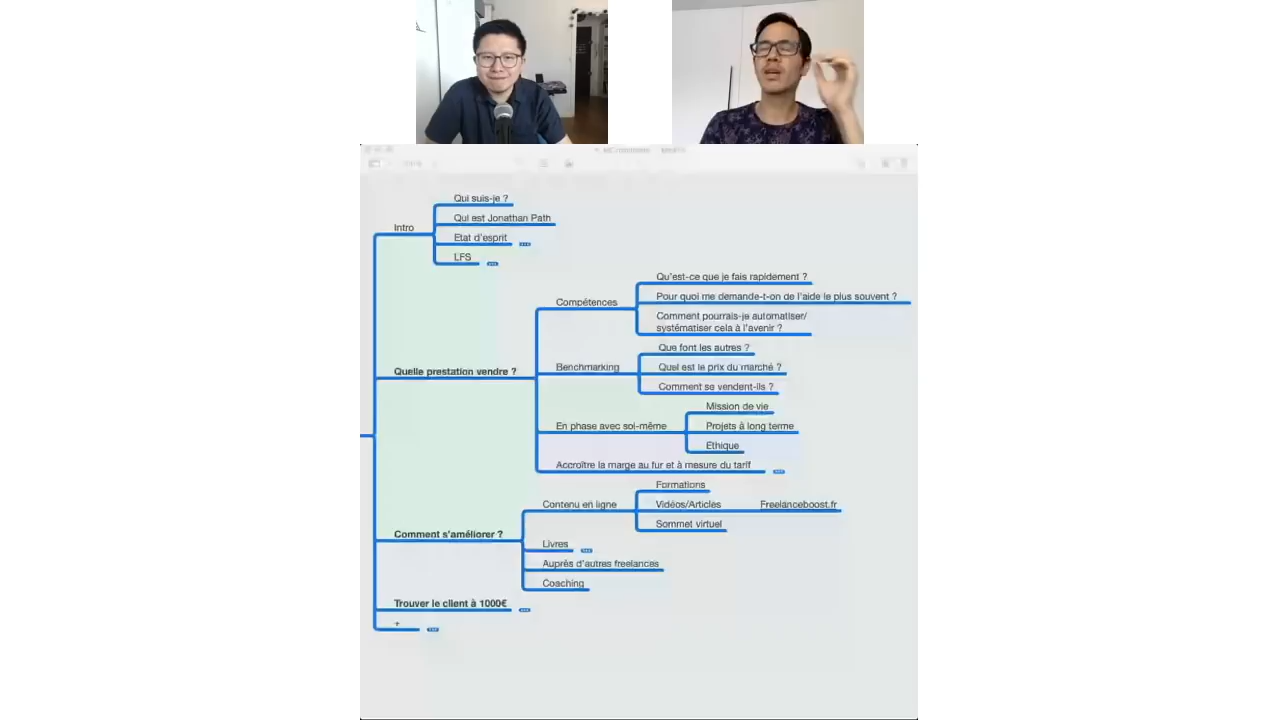 Qui suis-je ?
Qui est Jonathan Path
Intro
Etat d'esprit
LFS
Qu'est-ce que je fais rapidement ?
Compétences
Pour quoi me demande-t-on de l'aide le plus souvent ?
Comment pourrais-je automatiser/
systématiser cela à l'avenir ?
Que font les autres ?
Quelle prestation vendre ?
Benchmarking
Quel est le prix du marché ?
Comment se vendent-ils ?
Mission de vie
En phase avec soi-même
Projets à long terme
Ethique
Accroître la marge au fur et à mesure du tarif
Formations
Contenu en ligne
Vidéos/Articles
Freelanceboost.fr
Sommet virtuel
Comment s'améliorer ?
Livres
Auprès d'autres freelances
Coaching
Trouver le client à 1000€
+